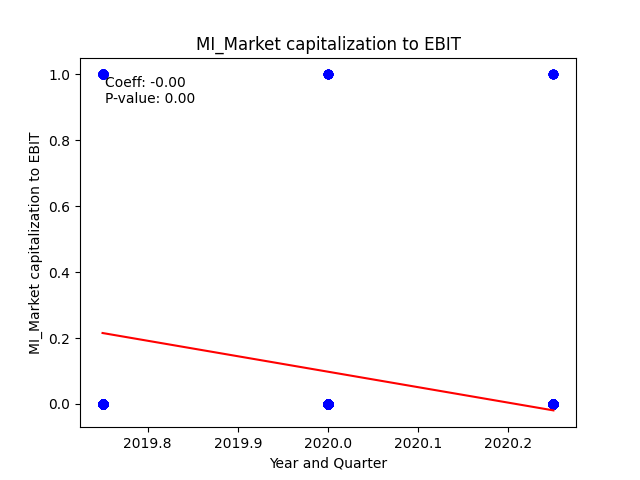 MI_Market capitalization to EBIT
1.0
Coeff: -0.00
P-value: 0.00
0.8
0.6
0.4
0.2
0.0
MI_Market capitalization to EBIT
2019.8 2019.9 2020.0 2020.1 2020.2
Year and Quarter